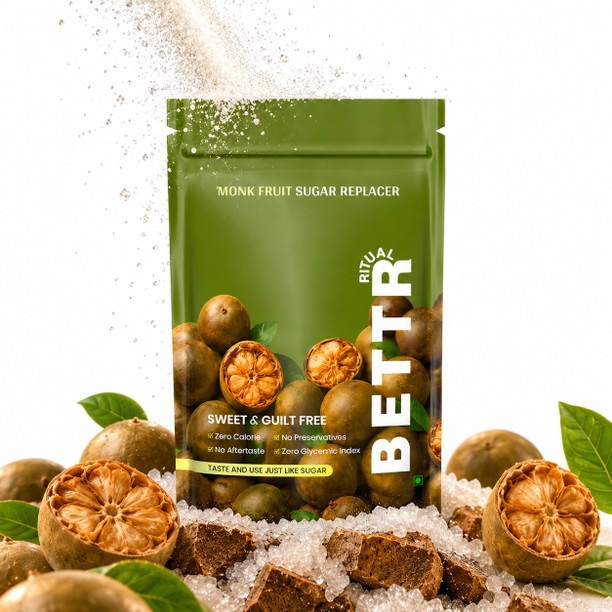 'MONK FRUIT SUGAR REPLACER
RITUAL
BETTR
SWEET & GUILT FREE
Zero Calorie
No Preservatives
No Aftertaste
Zero Glycemic Index
TASTE AND USE JUST LIKE SUGAR